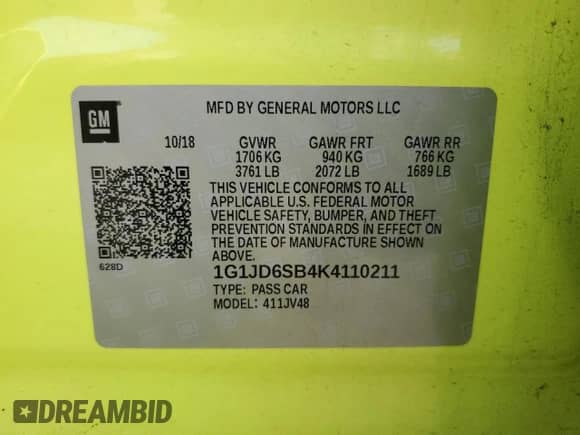 MFD BY GENERAL MOTORS LLC
GM
10/18 GVWR GAWR FRT GAWR RR
1706 KG 940 KG 766 KG
3761 LB 2072 LB 1689 LB
THIS VEHICLE CONFORMS TO ALL
APPLICABLE U.S. FEDERAL MOTOR
VEHICLE SAFETY, BUMPER, AND THEFT
PREVENTION STANDARDS IN EFFECT ON
THE DATE OF MANUFACTURE SHOWN
ABOVE.
628D
1G1JD6SB4K4110211
TYPE: PASS CAR
MODEL: 411JV48
DREAMBID